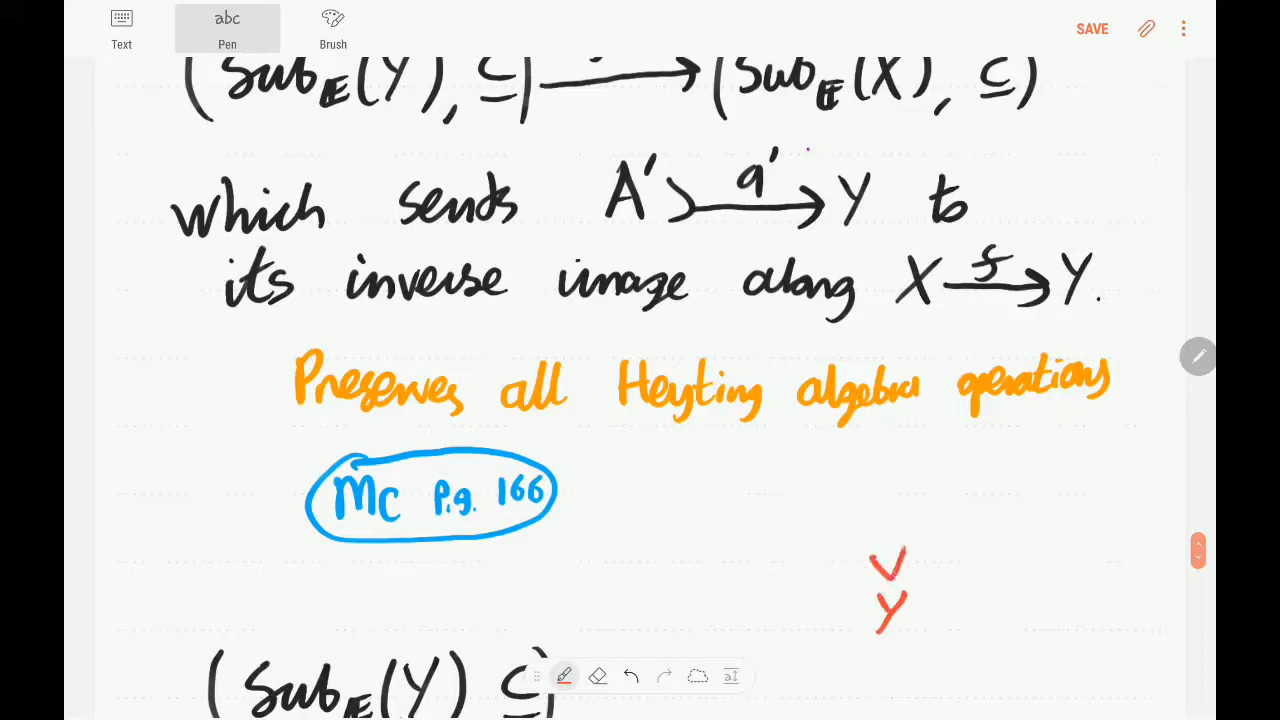 Text
abc
Pen
Brush
SAVE
(Sub_E(Y), ⊆) ⟶ (Sub_E(X), ⊆)
which sends A' >—a'→ Y to
its inverse image along X —f→ Y.
Preserves all Heyting algebra operations
Mc P.g. 166
V
Y
(Sub_E(Y) ⊆)